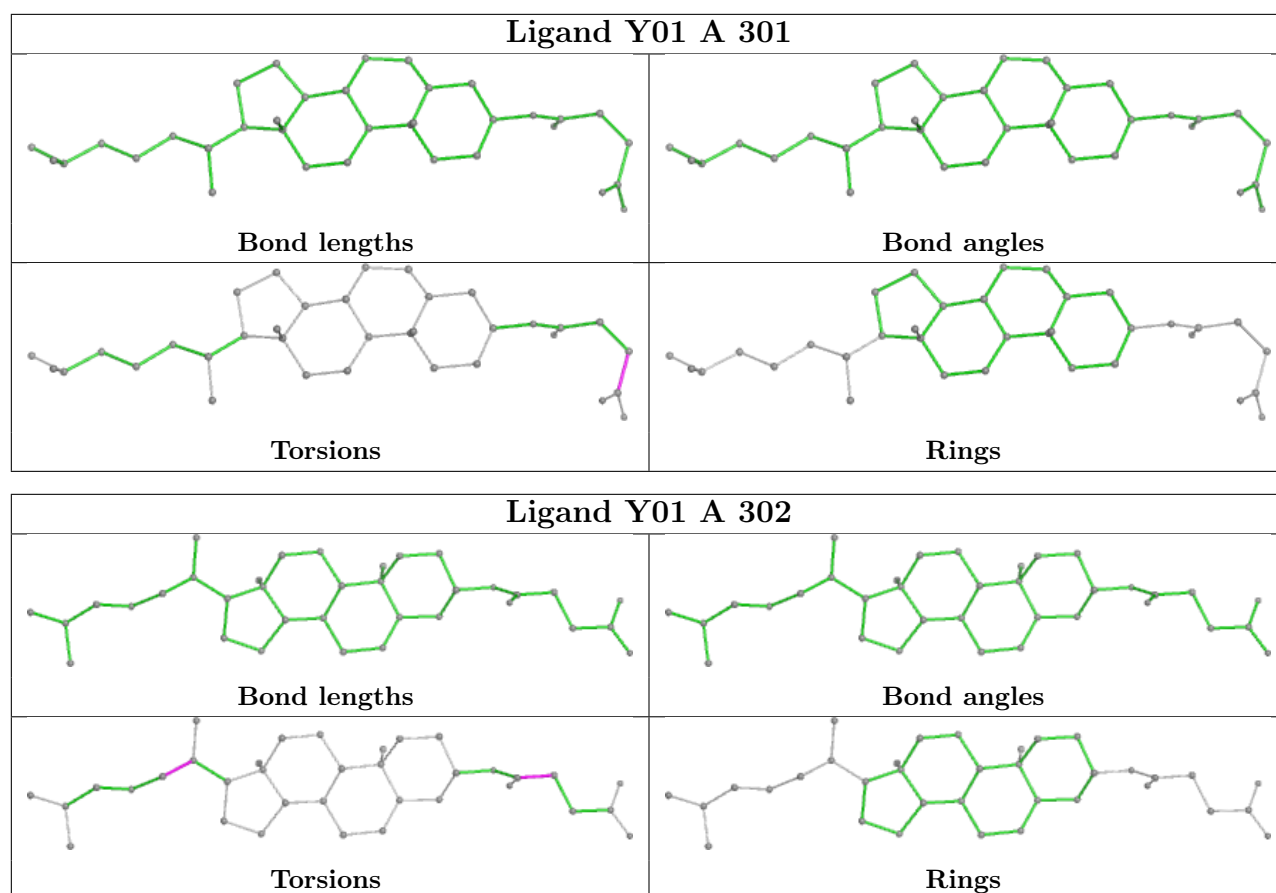 Ligand Y01 A 301
Bond lengths
Bond angles
Torsions
Rings
Ligand Y01 A 302
Bond lengths
Bond angles
Torsions
Rings